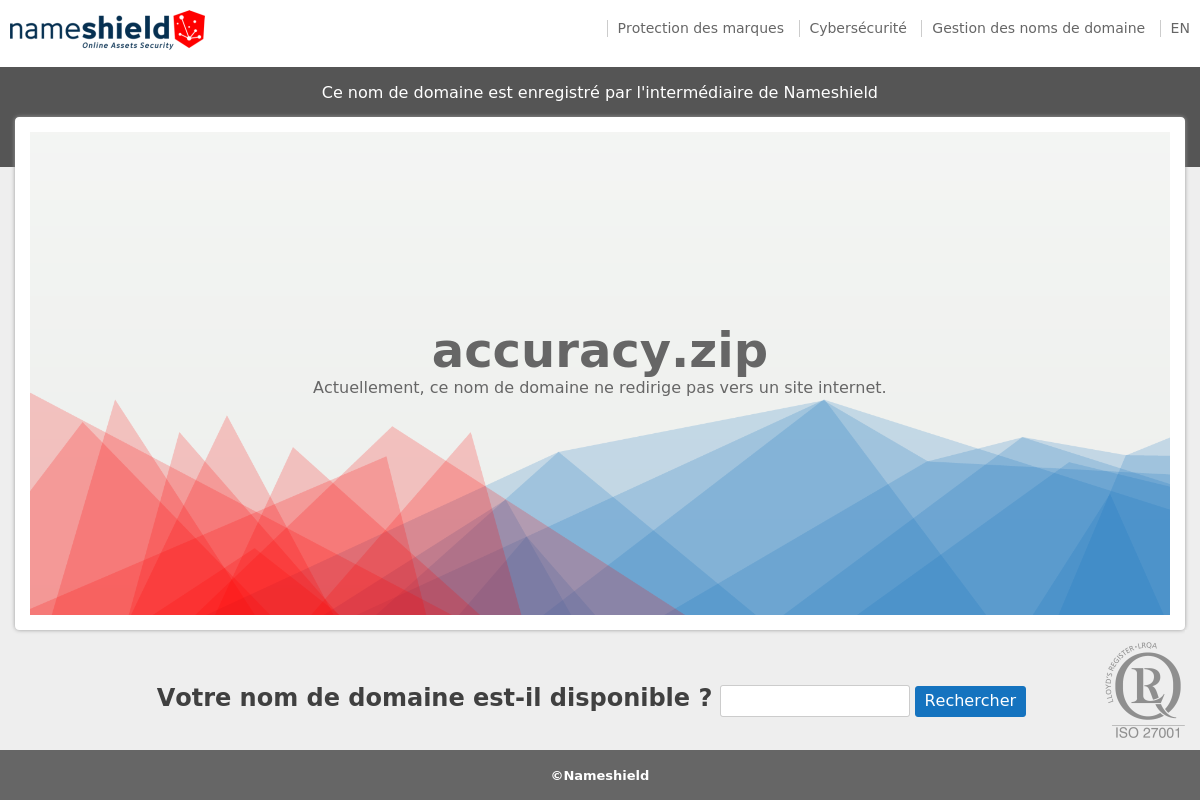 nameshield
Online Assets Security
Protection des marques
Cybersécurité
Gestion des noms de domaine
EN
Ce nom de domaine est enregistré par l'intermédiaire de Nameshield
accuracy.zip
Actuellement, ce nom de domaine ne redirige pas vers un site internet.
Votre nom de domaine est-il disponible ?
Rechercher
LLOYD'S REGISTER•LRQA
R
ISO 27001
©Nameshield